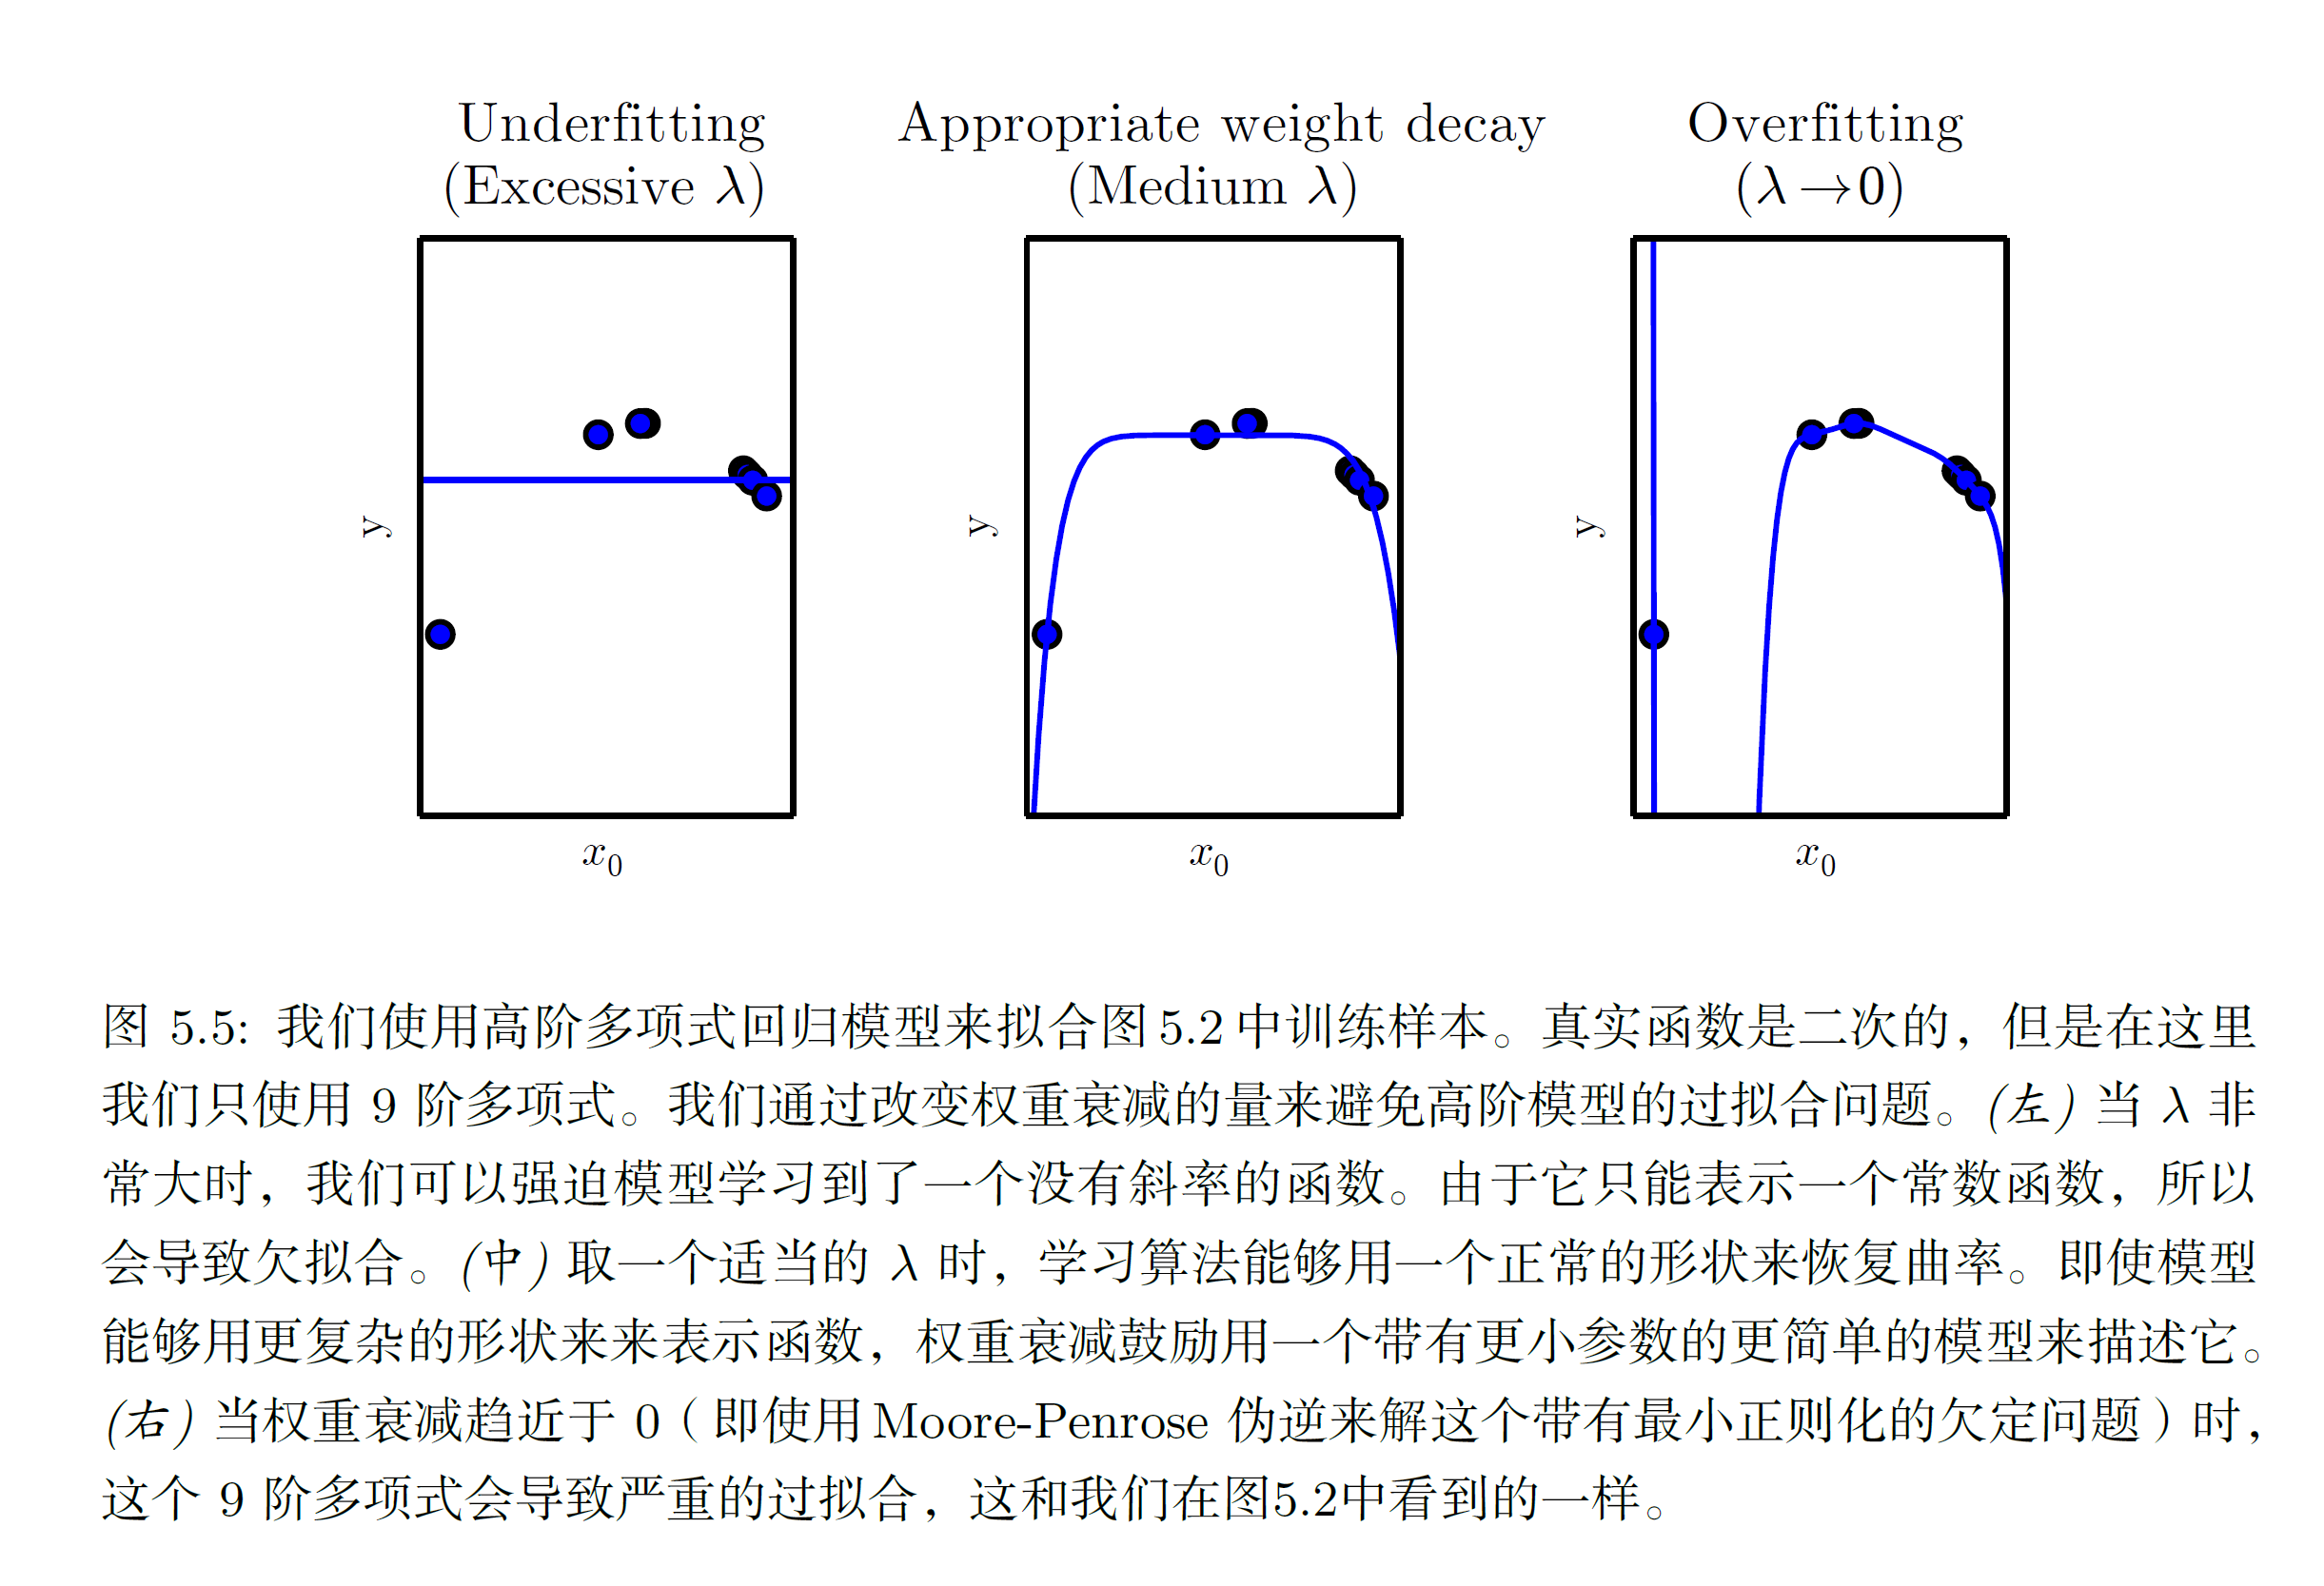 Underfitting
(Excessive λ)
Appropriate weight decay
(Medium λ)
Overfitting
(λ→0)
y
x₀
y
x₀
y
x₀
图 5.5: 我们使用高阶多项式回归模型来拟合图 5.2 中训练样本。真实函数是二次的，但是在这里
我们只使用 9 阶多项式。我们通过改变权重衰减的量来避免高阶模型的过拟合问题。(左) 当 λ 非
常大时，我们可以强迫模型学习到了一个没有斜率的函数。由于它只能表示一个常数函数，所以
会导致欠拟合。(中) 取一个适当的 λ 时，学习算法能够用一个正常的形状来恢复曲率。即使模型
能够用更复杂的形状来来表示函数，权重衰减鼓励用一个带有更小参数的更简单的模型来描述它。
(右) 当权重衰减趋近于 0（即使用 Moore-Penrose 伪逆来解这个带有最小正则化的欠定问题）时，
这个 9 阶多项式会导致严重的过拟合，这和我们在图5.2中看到的一样。